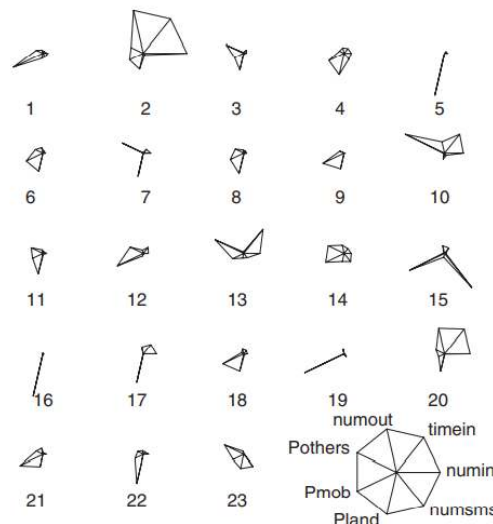 1 2 3 4 5
6 7 8 9 10
11 12 13 14 15
16 17 18 19 20
numout
timein
Pothers
numin
Pmob
21 22 23
numsms
Pland